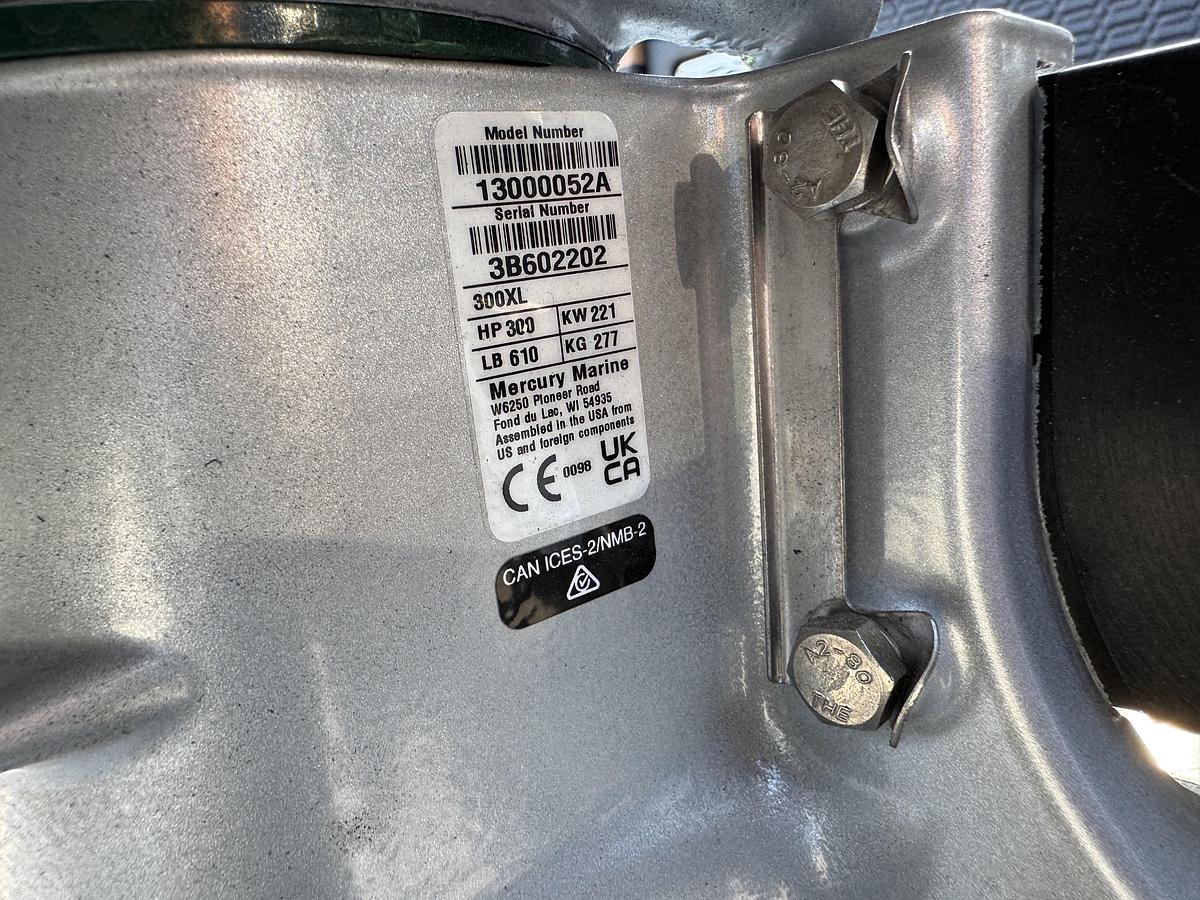 Model Number
13000052A
Serial Number
3B602202
300XL
HP 300 KW 221
LB 610 KG 277
Mercury Marine
W6250 Pioneer Road
Fond du Lac, WI 54935
Assembled in the USA from
US and foreign components
CE 0098 UK CA
CAN ICES-2/NMB-2
THE
A2-80
A2-80
THE